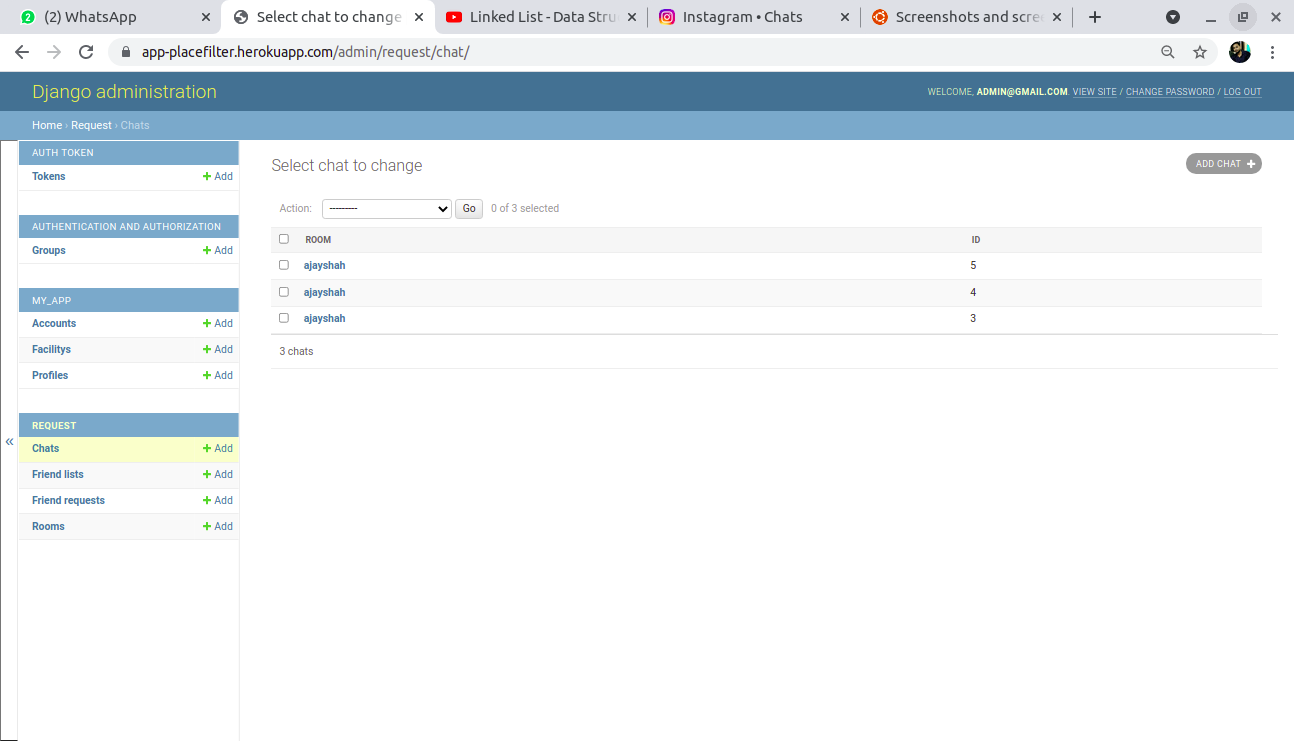 (2) WhatsApp
Select chat to change
Linked List - Data Stru
Instagram • Chats
Screenshots and scree
app-placefilter.herokuapp.com/admin/request/chat/
Django administration
WELCOME, ADMIN@GMAIL.COM. VIEW SITE / CHANGE PASSWORD / LOG OUT
Home › Request › Chats
AUTH TOKEN
Tokens + Add
AUTHENTICATION AND AUTHORIZATION
Groups + Add
MY_APP
Accounts + Add
Facilitys + Add
Profiles + Add
REQUEST
Chats + Add
Friend lists + Add
Friend requests + Add
Rooms + Add
«
Select chat to change
ADD CHAT +
Action: --------- Go 0 of 3 selected
ROOM ID
ajayshah 5
ajayshah 4
ajayshah 3
3 chats